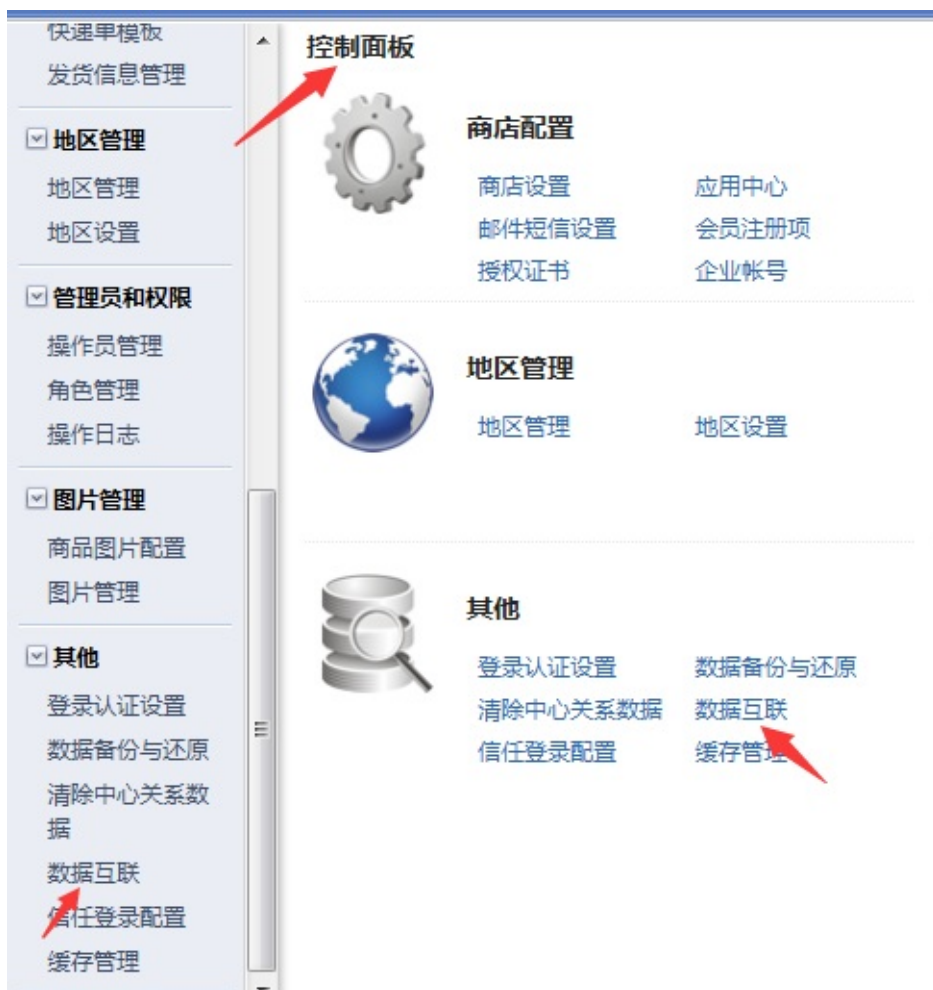 快递单模板
发货信息管理
地区管理
地区管理
地区设置
管理员和权限
操作员管理
角色管理
操作日志
图片管理
商品图片配置
图片管理
其他
登录认证设置
数据备份与还原
清除中心关系数
据
数据互联
信任登录配置
缓存管理
控制面板
商店配置
商店设置 应用中心
邮件短信设置 会员注册项
授权证书 企业帐号
地区管理
地区管理 地区设置
其他
登录认证设置 数据备份与还原
清除中心关系数据 数据互联
信任登录配置 缓存管理